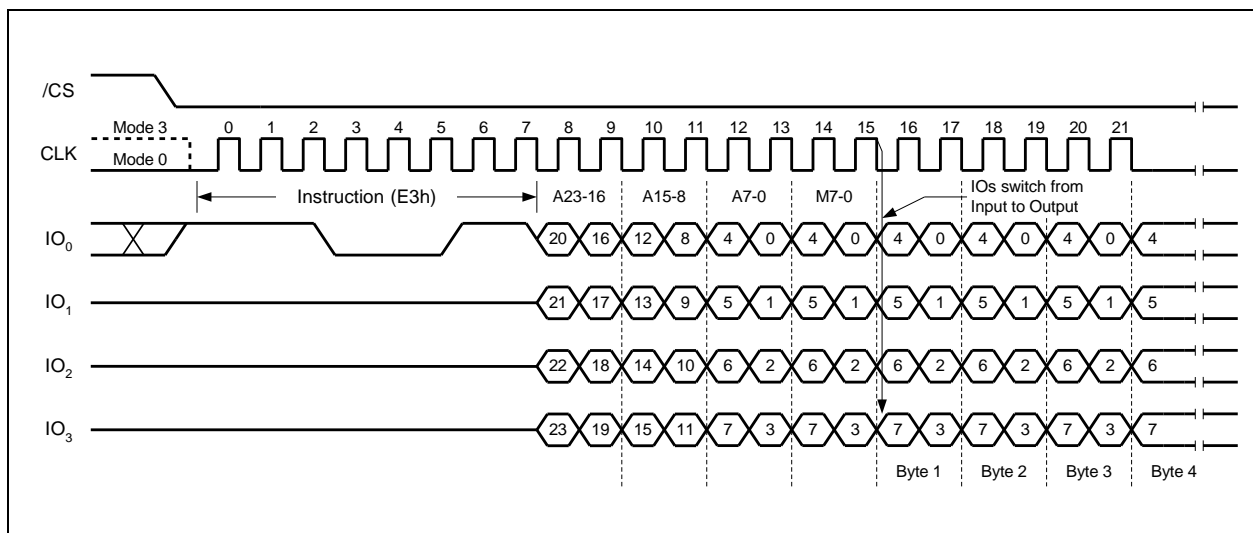 /CS
Mode 3
0 1 2 3 4 5 6 7 8 9 10 11 12 13 14 15 16 17 18 19 20 21
CLK
Mode 0
Instruction (E3h) A23-16 A15-8 A7-0 M7-0
IOs switch from
Input to Output
IO0 20 16 12 8 4 0 4 0 4 0 4 0 4 0 4
IO1 21 17 13 9 5 1 5 1 5 1 5 1 5 1 5
IO2 22 18 14 10 6 2 6 2 6 2 6 2 6 2 6
IO3 23 19 15 11 7 3 7 3 7 3 7 3 7 3 7
Byte 1 Byte 2 Byte 3 Byte 4